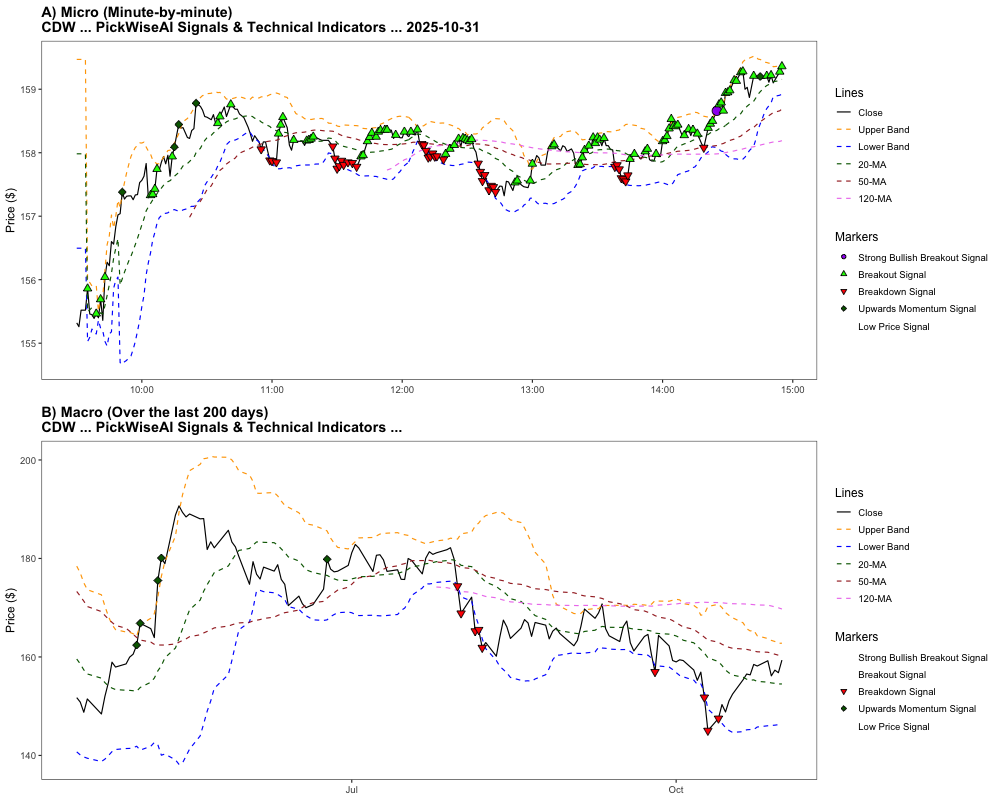 A) Micro (Minute-by-minute)
CDW ... PickWiseAI Signals & Technical Indicators ... 2025-10-31
Price ($)
159
158
157
156
155
10:00
11:00
12:00
13:00
14:00
15:00
Lines
Close
Upper Band
Lower Band
20-MA
50-MA
120-MA
Markers
Strong Bullish Breakout Signal
Breakout Signal
Breakdown Signal
Upwards Momentum Signal
Low Price Signal
B) Macro (Over the last 200 days)
CDW ... PickWiseAI Signals & Technical Indicators ...
Price ($)
200
180
160
140
Jul
Oct
Lines
Close
Upper Band
Lower Band
20-MA
50-MA
120-MA
Markers
Strong Bullish Breakout Signal
Breakout Signal
Breakdown Signal
Upwards Momentum Signal
Low Price Signal